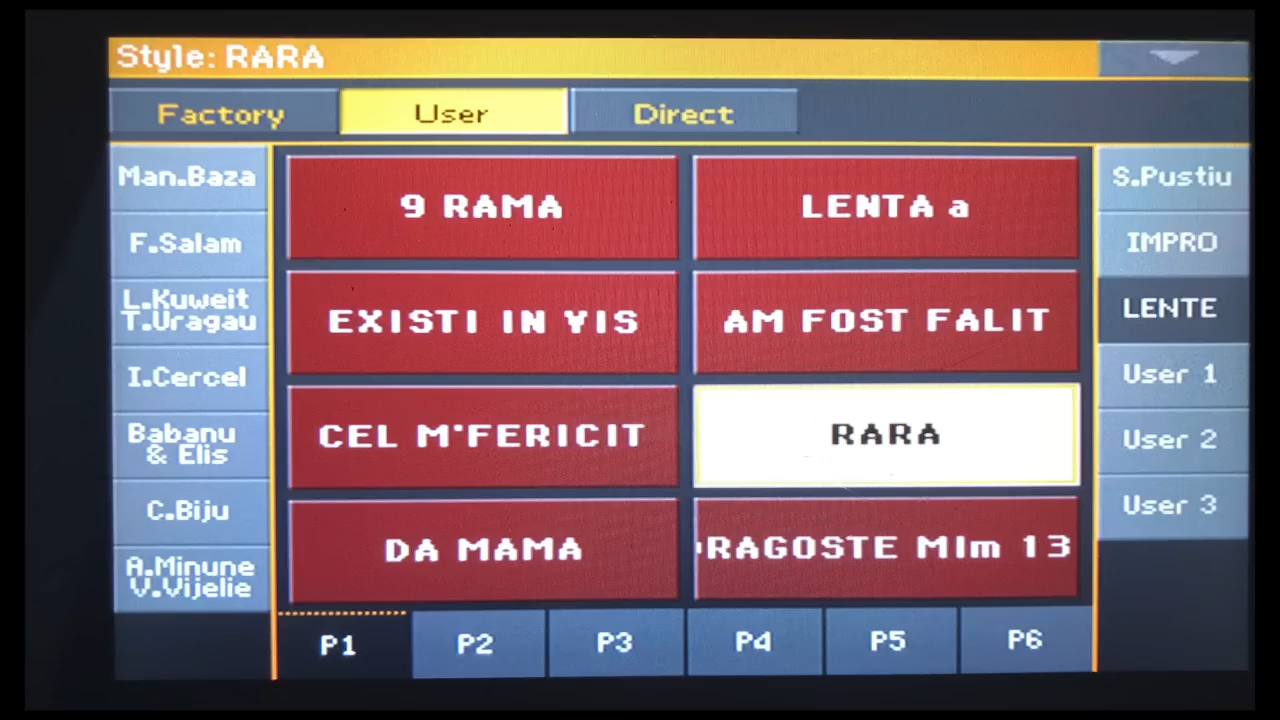 Style: RARA
Factory
User
Direct
Man.Baza
F.Salam
L.Kuweit
T.Uragau
I.Cercel
Babanu
& Elis
C.Biju
A.Minune
V.Vijelie
9 RAMA
LENTA a
EXISTI IN VIS
AM FOST FALIT
CEL M'FERICIT
RARA
DA MAMA
RAGOSTE MIm 13
S.Pustiu
IMPRO
LENTE
User 1
User 2
User 3
P1
P2
P3
P4
P5
P6